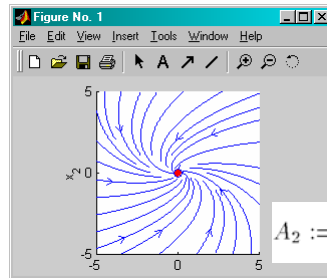 Figure No. 1
File Edit View Insert Tools Window Help
A
5
x2
0
-5
-5 0 5
A2 :=